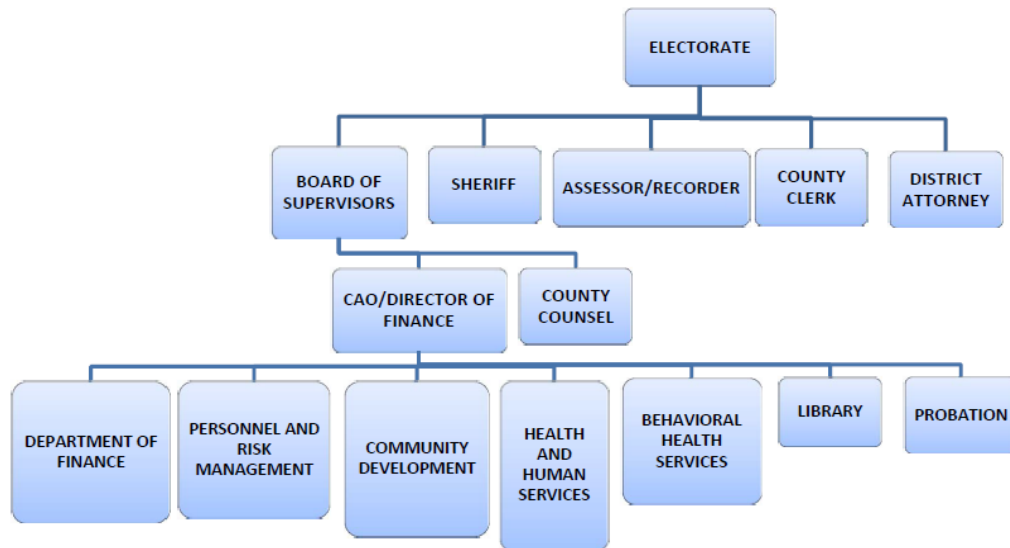 ELECTORATE
BOARD OF
SUPERVISORS
SHERIFF
ASSESSOR/RECORDER
COUNTY
CLERK
DISTRICT
ATTORNEY
CAO/DIRECTOR OF
FINANCE
COUNTY
COUNSEL
DEPARTMENT OF
FINANCE
PERSONNEL AND
RISK
MANAGEMENT
COMMUNITY
DEVELOPMENT
HEALTH
AND
HUMAN
SERVICES
BEHAVIORAL
HEALTH
SERVICES
LIBRARY
PROBATION